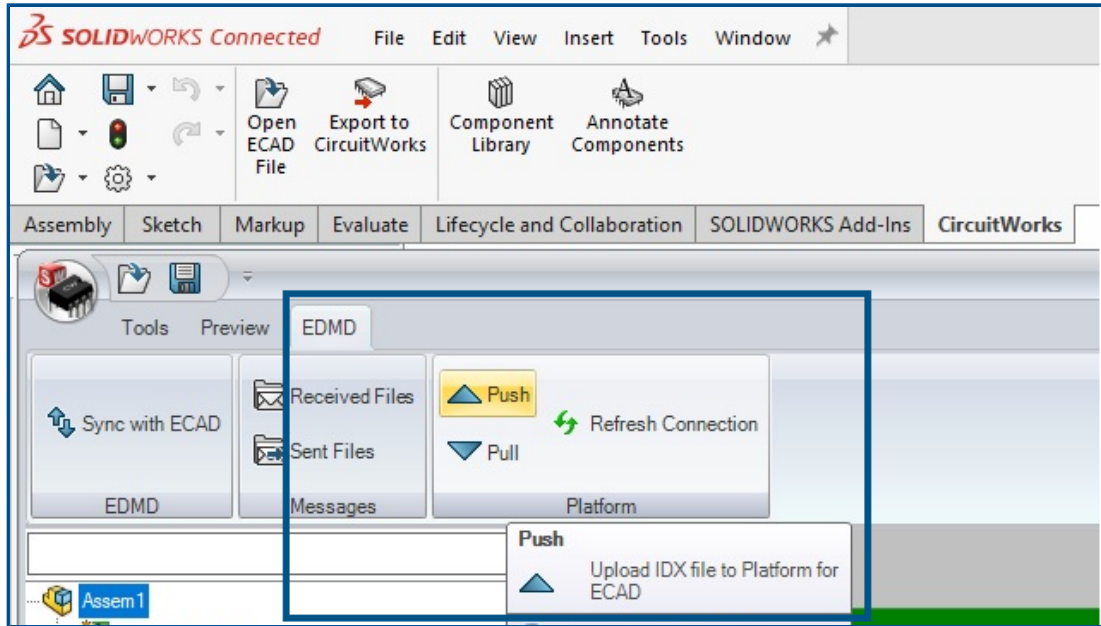 SOLIDWORKS Connected File Edit View Insert Tools Window
Open ECAD File
Export to CircuitWorks
Component Library
Annotate Components
Assembly Sketch Markup Evaluate Lifecycle and Collaboration SOLIDWORKS Add-Ins CircuitWorks
Tools Preview EDMD
Sync with ECAD
Received Files
Sent Files
Push
Pull
Refresh Connection
EDMD Messages Platform
Push
Upload IDX file to Platform for
ECAD
Assem1